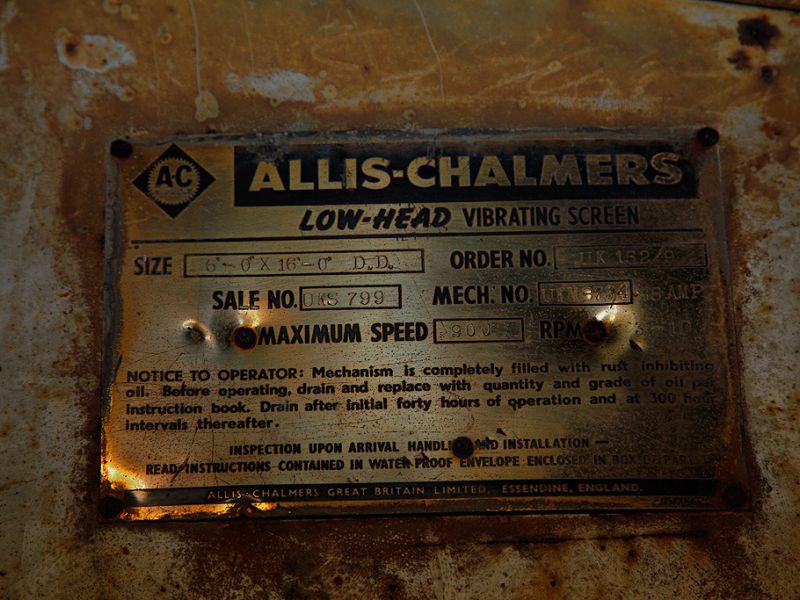 A-C
ALLIS-CHALMERS
LOW-HEAD VIBRATING SCREEN
SIZE 6'-0" X 16'-0" D.D. ORDER NO.
SALE NO. UKS 799 MECH. NO.
MAXIMUM SPEED 900 RPM
NOTICE TO OPERATOR: Mechanism is completely filled with rust inhibiting
oil. Before operating, drain and replace with quantity and grade of oil per
instruction book. Drain after initial forty hours of operation and at 300 hour
intervals thereafter.
INSPECTION UPON ARRIVAL HANDLING AND INSTALLATION —
READ INSTRUCTIONS CONTAINED IN WATER-PROOF ENVELOPE ENCLOSED IN BOX OF PARTS
ALLIS-CHALMERS GREAT BRITAIN LIMITED, ESSENDINE, ENGLAND.